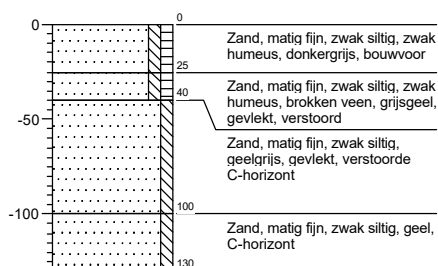 0
0
Zand, matig fijn, zwak siltig, zwak
humeus, donkergrijs, bouwvoor
25
Zand, matig fijn, zwak siltig, zwak
humeus, brokken veen, grijsgeel,
gevlekt, verstoord
40
-50
Zand, matig fijn, zwak siltig,
geelgrijs, gevlekt, verstoorde
C-horizont
100
-100
Zand, matig fijn, zwak siltig, geel,
C-horizont
130